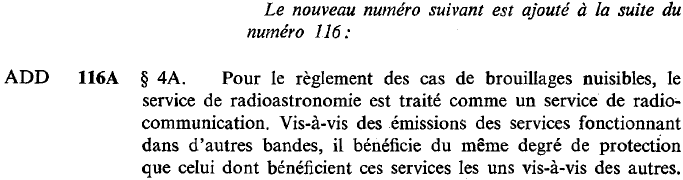 Le nouveau numéro suivant est ajouté à la suite du
numéro 116 :
ADD 116A § 4A. Pour le règlement des cas de brouillages nuisibles, le
service de radioastronomie est traité comme un service de radio-
communication. Vis-à-vis des émissions des services fonctionnant
dans d'autres bandes, il bénéficie du même degré de protection
que celui dont bénéficient ces services les uns vis-à-vis des autres.